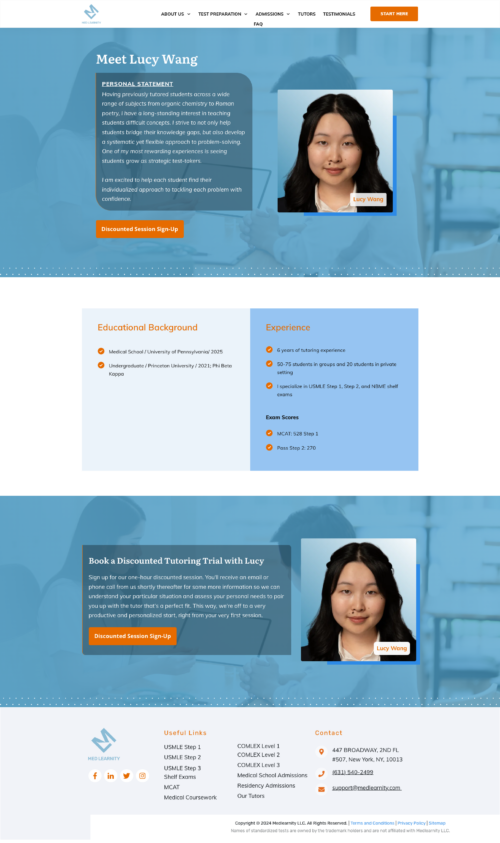 ABOUT US TEST PREPARATION ADMISSIONS TUTORS TESTIMONIALS START HERE
FAQ
MED LEARNITY
Meet Lucy Wang
PERSONAL STATEMENT
Having previously tutored students across a wide
range of subjects from organic chemistry to Roman
poetry, I have a long-standing interest in teaching
students difficult concepts. I strive to not only help
students bridge their knowledge gaps, but also develop
a systematic yet flexible approach to problem-solving.
One of my most rewarding experiences is seeing
students grow as strategic test-takers.
I am excited to help each student find their
individualized approach to tackling each problem with
confidence.
Lucy Wang
Discounted Session Sign-Up
Educational Background
Medical School / University of Pennsylvania/ 2025
Undergraduate / Princeton University / 2021; Phi Beta
Kappa
Experience
6 years of tutoring experience
50-75 students in groups and 20 students in private
setting
I specialize in USMLE Step 1, Step 2, and NBME shelf
exams
Exam Scores
MCAT: 528 Step 1
Pass Step 2: 270
Book a Discounted Tutoring Trial with Lucy
Sign up for our one-hour discounted session. You'll receive an email or
phone call from us shortly thereafter for some more information so we can
understand your particular situation and assess your personal needs to pair
you up with the tutor that's a perfect fit. This way, we're off to a very
productive and personalized start, right from your very first session.
Discounted Session Sign-Up
Lucy Wang
MED LEARNITY
Useful Links
USMLE Step 1
USMLE Step 2
USMLE Step 3
Shelf Exams
MCAT
Medical Coursework
COMLEX Level 1
COMLEX Level 2
COMLEX Level 3
Medical School Admissions
Residency Admissions
Our Tutors
Contact
447 BROADWAY, 2ND FL
#507, New York, NY, 10013
(631)-540-2499
support@medlearnity.com
Copyright © 2024 Medlearnity LLC, All Rights Reserved. | Terms and Conditions | Privacy Policy | Sitemap
Names of standardized tests are owned by the trademark holders and are not affiliated with Medlearnity LLC.